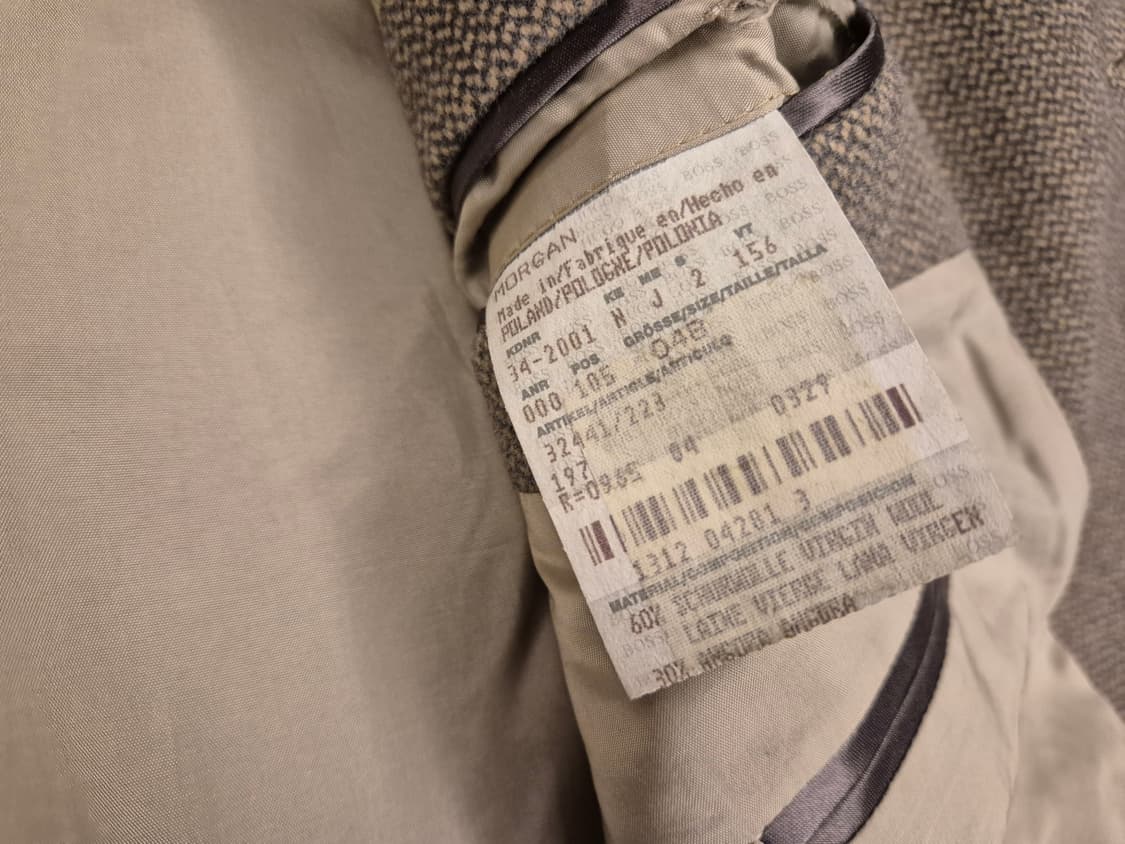 MORGAN
Made in/Fabrique en/Hecho en
POLAND/POLOGNE/POLONIA
KDNR KE ME * VT
34-2001 N J 2 156
ANR POS GRÖSSE/SIZE/TAILLE/TALLA
000 105 048
ARTIKEL/ARTICLE/ARTICULO
32441/223
197 0329
R=0965 04
1312 04201 3
MATERIAL/COMPOSITION/COMPOSICION
60% SCHURWOLLE VIRGIN WOOL
LAINE VIERGE LANA VIRGEN
30% ANGORA ANGORA
BOSS